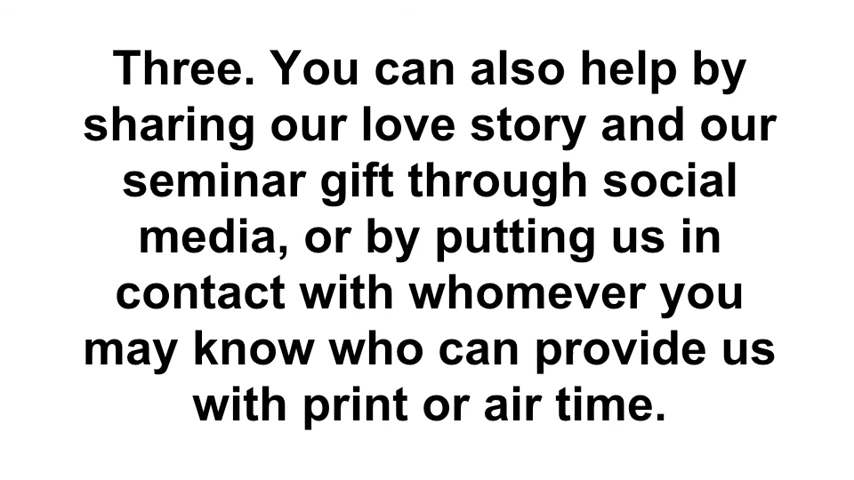 Three. You can also help by
sharing our love story and our
seminar gift through social
media, or by putting us in
contact with whomever you
may know who can provide us
with print or air time.